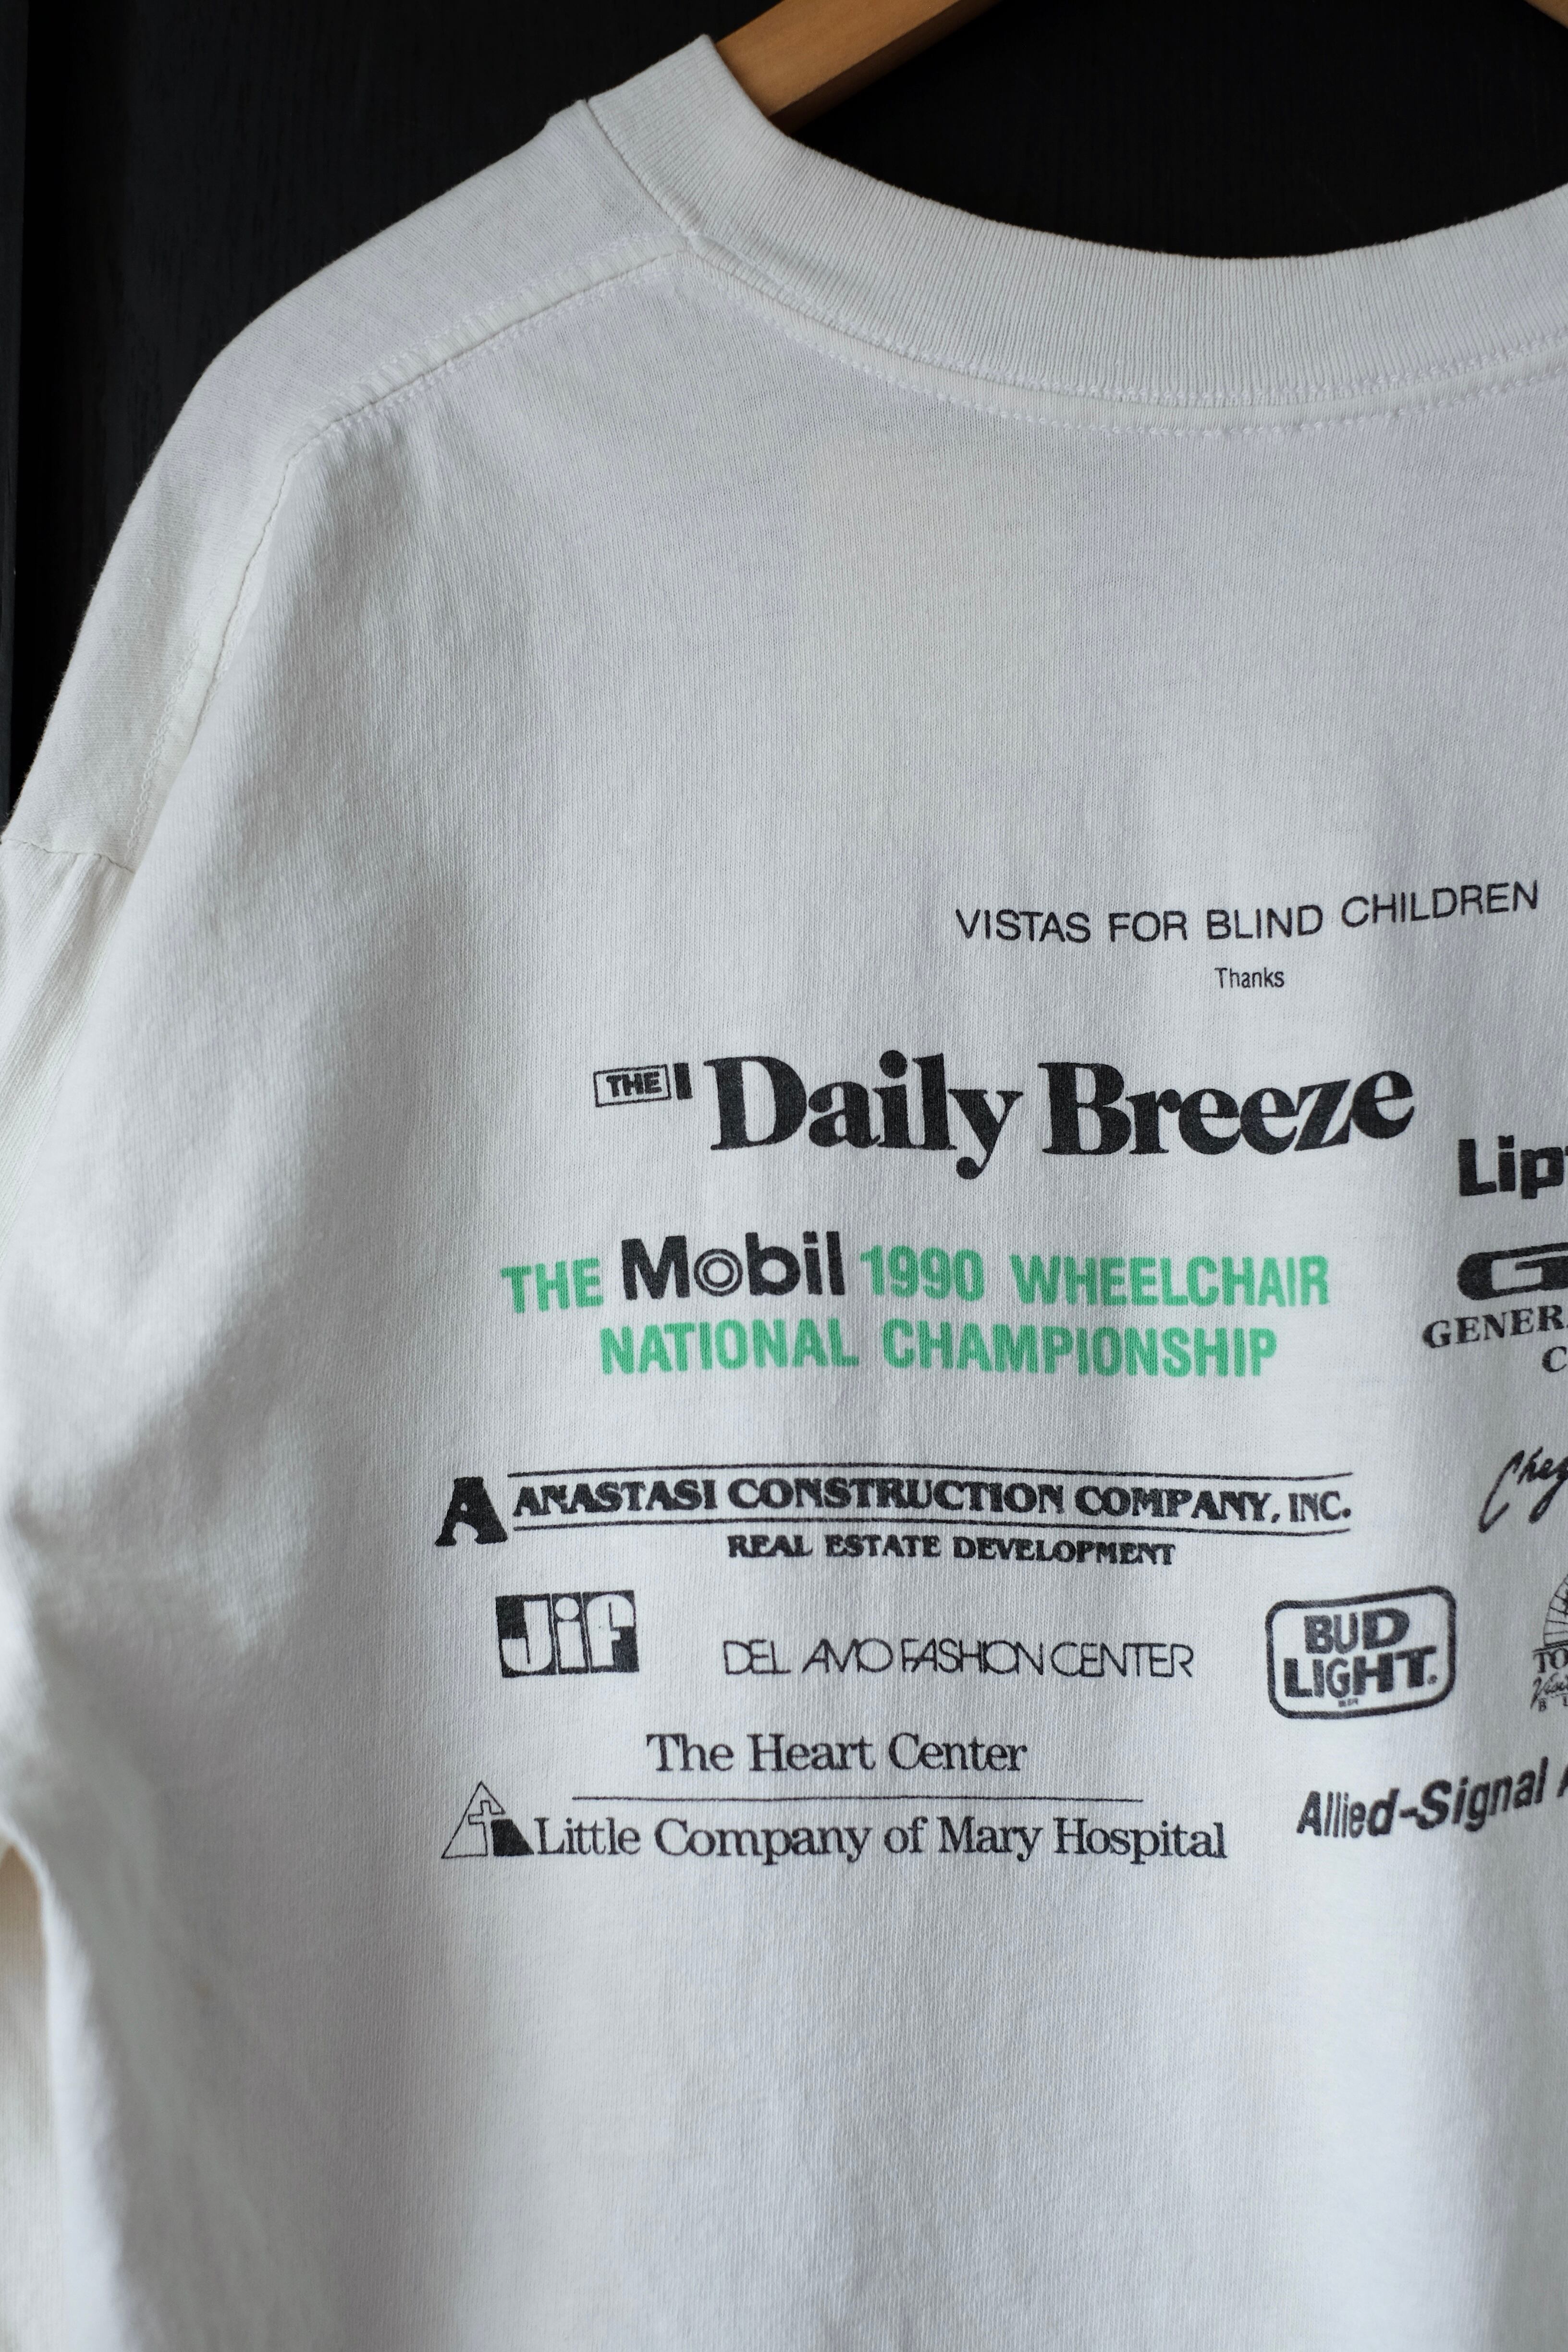 VISTAS FOR BLIND CHILDREN
Thanks
THE Daily Breeze
THE Mobil 1990 WHEELCHAIR
NATIONAL CHAMPIONSHIP
A ANASTASI CONSTRUCTION COMPANY, INC.
REAL ESTATE DEVELOPMENT
Jif
DEL AMO FASHION CENTER
BUD
LIGHT.
The Heart Center
Little Company of Mary Hospital
Allied-Signal